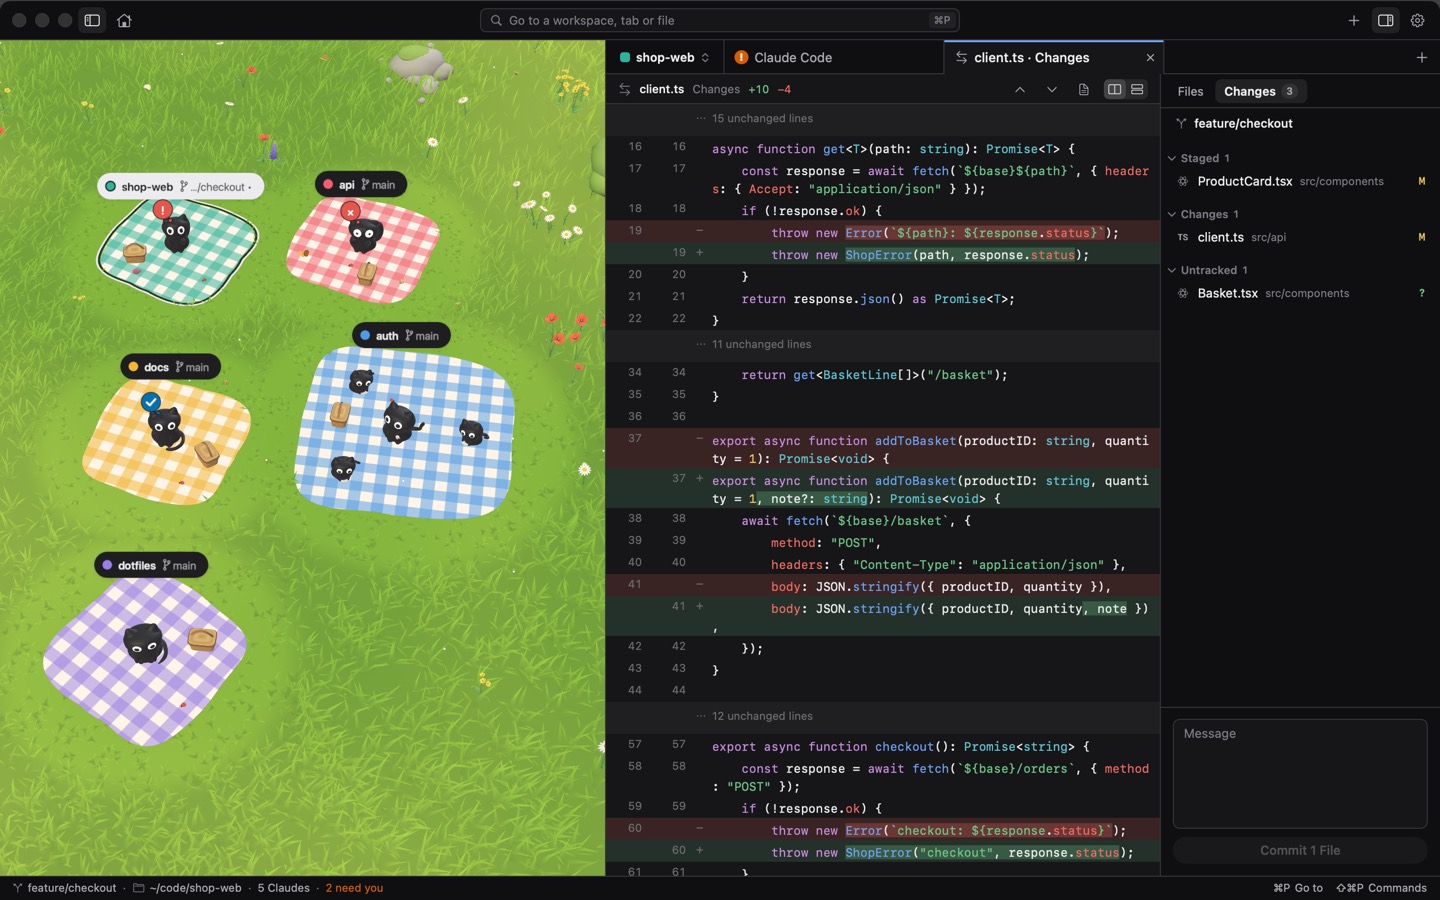 Go to a workspace, tab or file
⌘P
shop-web
Claude Code
client.ts · Changes
client.ts Changes +10 −4
Files
Changes 3
feature/checkout
Staged 1
ProductCard.tsx src/components M
Changes 1
TS client.ts src/api M
Untracked 1
Basket.tsx src/components ?
Message
Commit 1 File
shop-web .../checkout •
api main
docs main
auth main
dotfiles main
··· 15 unchanged lines
16 16 async function get<T>(path: string): Promise<T> {
17 17 const response = await fetch(`${base}${path}`, { header
s: { Accept: "application/json" } });
18 18 if (!response.ok) {
19 − throw new Error(`${path}: ${response.status}`);
19 + throw new ShopError(path, response.status);
20 20 }
21 21 return response.json() as Promise<T>;
22 22 }
··· 11 unchanged lines
34 34 return get<BasketLine[]>("/basket");
35 35 }
36 36
37 − export async function addToBasket(productID: string, quanti
ty = 1): Promise<void> {
37 + export async function addToBasket(productID: string, quanti
ty = 1, note?: string): Promise<void> {
38 38 await fetch(`${base}/basket`, {
39 39 method: "POST",
40 40 headers: { "Content-Type": "application/json" },
41 − body: JSON.stringify({ productID, quantity }),
41 + body: JSON.stringify({ productID, quantity, note })
,
42 42 });
43 43 }
44 44
··· 12 unchanged lines
57 57 export async function checkout(): Promise<string> {
58 58 const response = await fetch(`${base}/orders`, { method
: "POST" });
59 59 if (!response.ok) {
60 − throw new Error(`checkout: ${response.status}`);
60 + throw new ShopError("checkout", response.status);
61 61 }
feature/checkout · ~/code/shop-web · 5 Claudes · 2 need you
⌘P Go to ⇧⌘P Commands